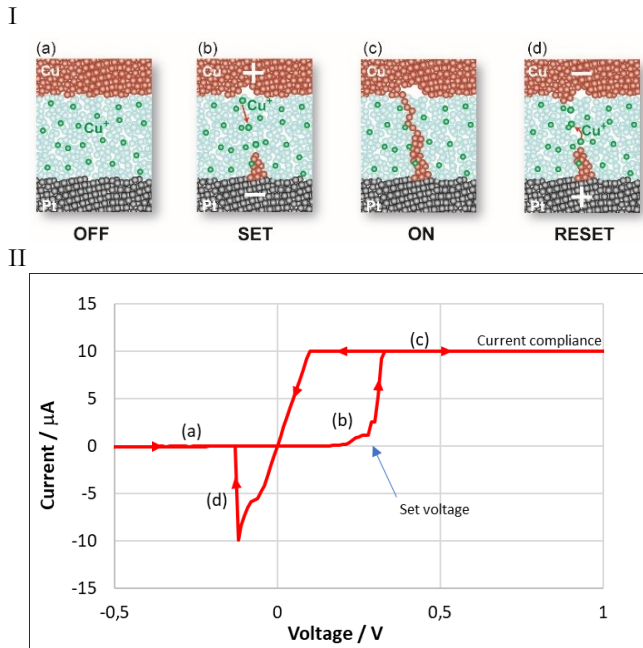 I
(a) (b) (c) (d)
Cu + Cu Cu Cu −
Cu⁺ Cu⁺ Cu⁺
Pt Pt − Pt Pt +
OFF SET ON RESET
II
15
10
5
0
-5
-10
-15
-0,5 0 0,5 1
Current / μA
Voltage / V
(c) Current compliance
(a) (b)
(d)
Set voltage